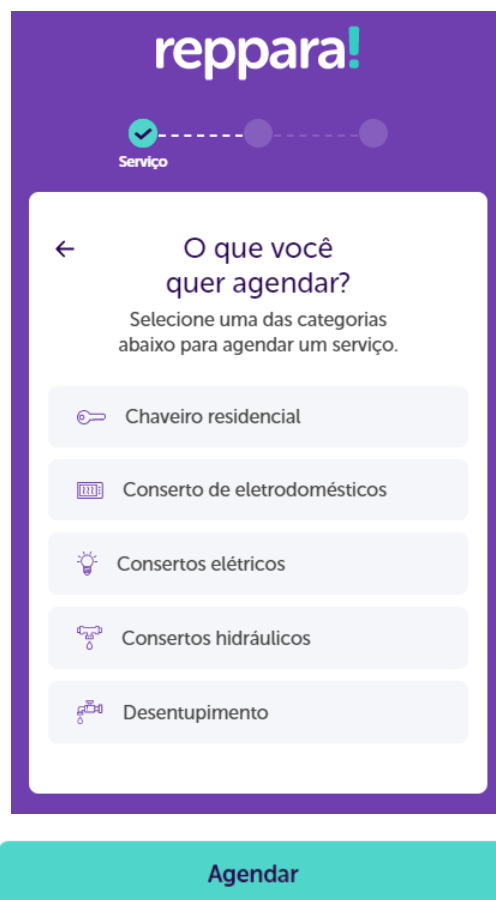 reppara!
Serviço
O que você
quer agendar?
Selecione uma das categorias
abaixo para agendar um serviço.
Chaveiro residencial
Conserto de eletrodomésticos
Consertos elétricos
Consertos hidráulicos
Desentupimento
Agendar